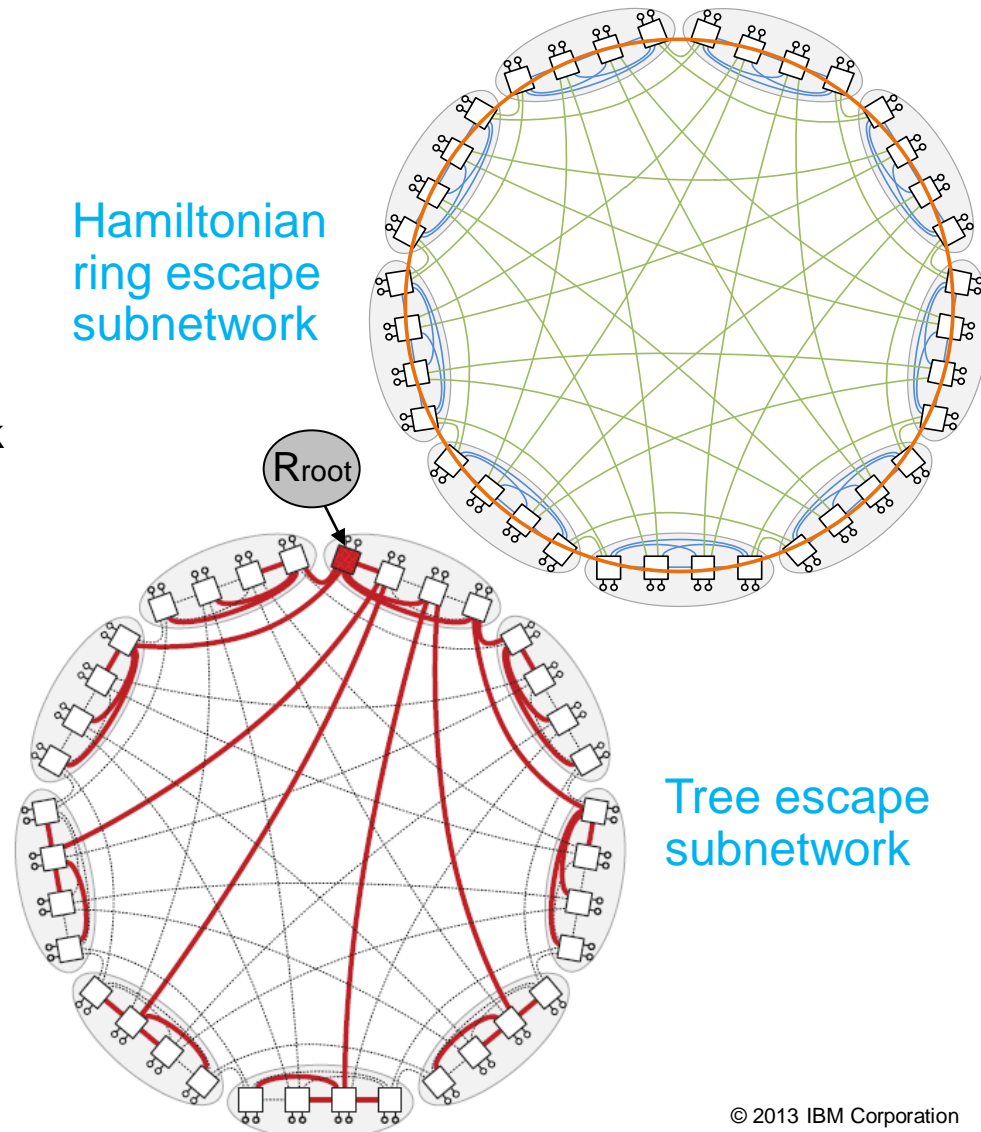 Hamiltonian
ring escape
subnetwork
Rroot
Tree escape
subnetwork
© 2013 IBM Corporation